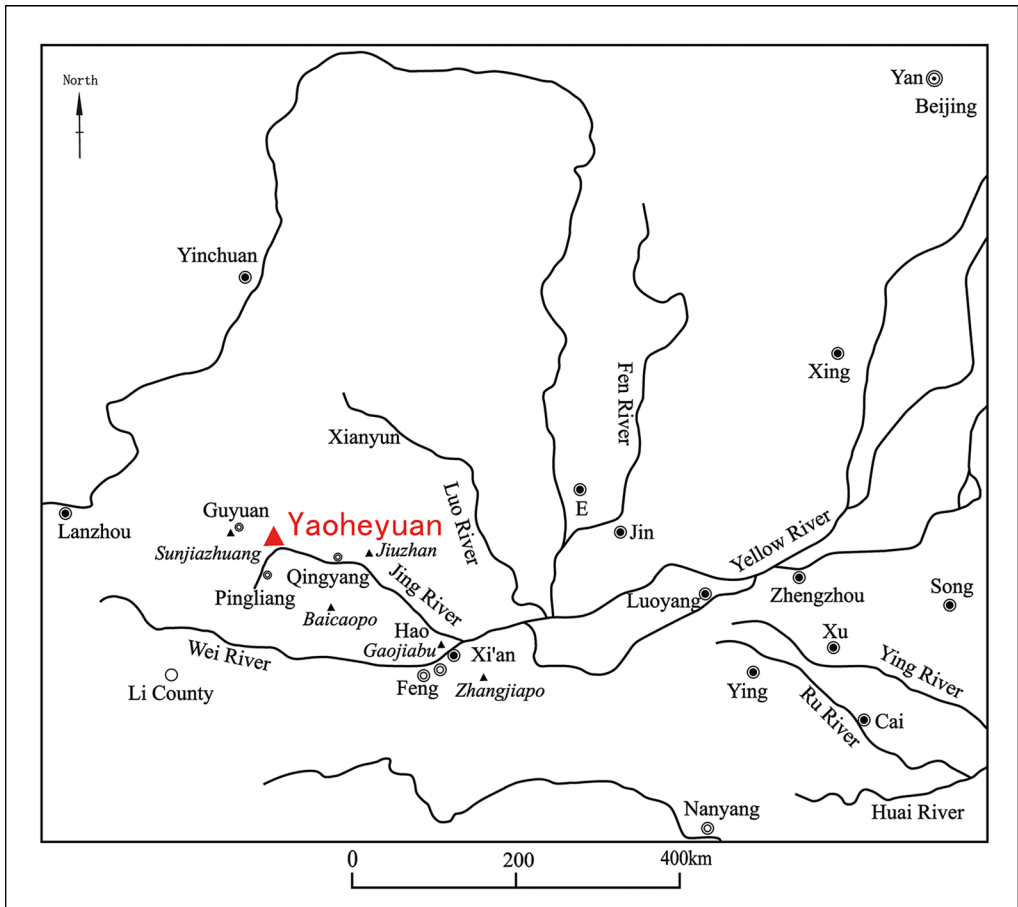 North
Yan
Beijing
Yinchuan
Xing
Fen River
Xianyun
Luo River
E
Guyuan
Yaoheyuan
Lanzhou
Sunjiazhuang
Jiuzhan
Jin
Yellow River
Qingyang
Pingliang
Jing River
Luoyang
Zhengzhou
Song
Baicaopo
Hao
Gaojiabu
Xi'an
Xu
Ying River
Wei River
Li County
Feng
Zhangjiapo
Ying
Ru River
Cai
Nanyang
Huai River
0 200 400km